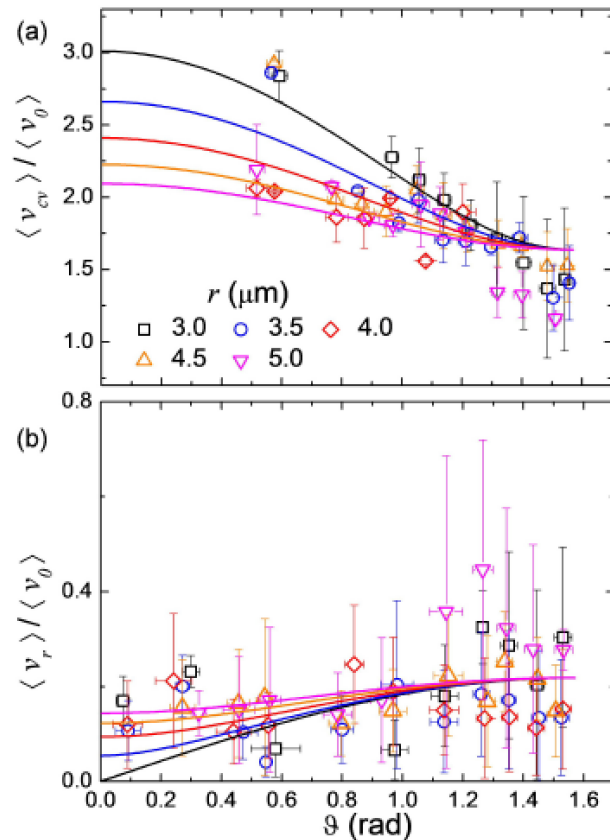 (a)
⟨v_cv⟩ / ⟨v_0⟩
3.0
2.5
2.0
1.5
1.0
r (μm)
3.0 3.5 4.0
4.5 5.0
(b)
⟨v_r⟩ / ⟨v_0⟩
0.8
0.4
0.0
0.0 0.2 0.4 0.6 0.8 1.0 1.2 1.4 1.6
ϑ (rad)